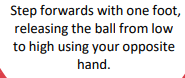 Step forwards with one foot,
releasing the ball from low
to high using your opposite
hand.